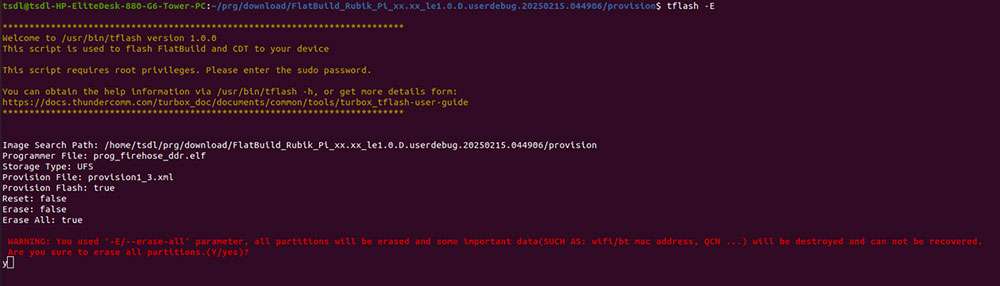 tsdl@tsdl-HP-EliteDesk-880-G6-Tower-PC:~/prg/download/FlatBuild_Rubik_Pi_xx.xx_le1.0.D.userdebug.20250215.044906/provision$ tflash -E
***************************************************************************
Welcome to /usr/bin/tflash version 1.0.0
This script is used to flash FlatBuild and CDT to your device
This script requires root privileges. Please enter the sudo password.
You can obtain the help information via /usr/bin/tflash -h, or get more details form:
https://docs.thundercomm.com/turbox_doc/documents/common/tools/turbox_tflash-user-guide
***************************************************************************
Image Search Path: /home/tsdl/prg/download/FlatBuild_Rubik_Pi_xx.xx_le1.0.D.userdebug.20250215.044906/provision
Programmer File: prog_firehose_ddr.elf
Storage Type: UFS
Provision File: provision1_3.xml
Provision Flash: true
Reset: false
Erase: false
Erase All: true
WARNING: You used '-E/--erase-all' parameter, all partitions will be erased and some important data(SUCH AS: wifi/bt mac address, QCN ...) will be destroyed and can not be recovered.
Are you sure to erase all partitions.(Y/yes)?
y